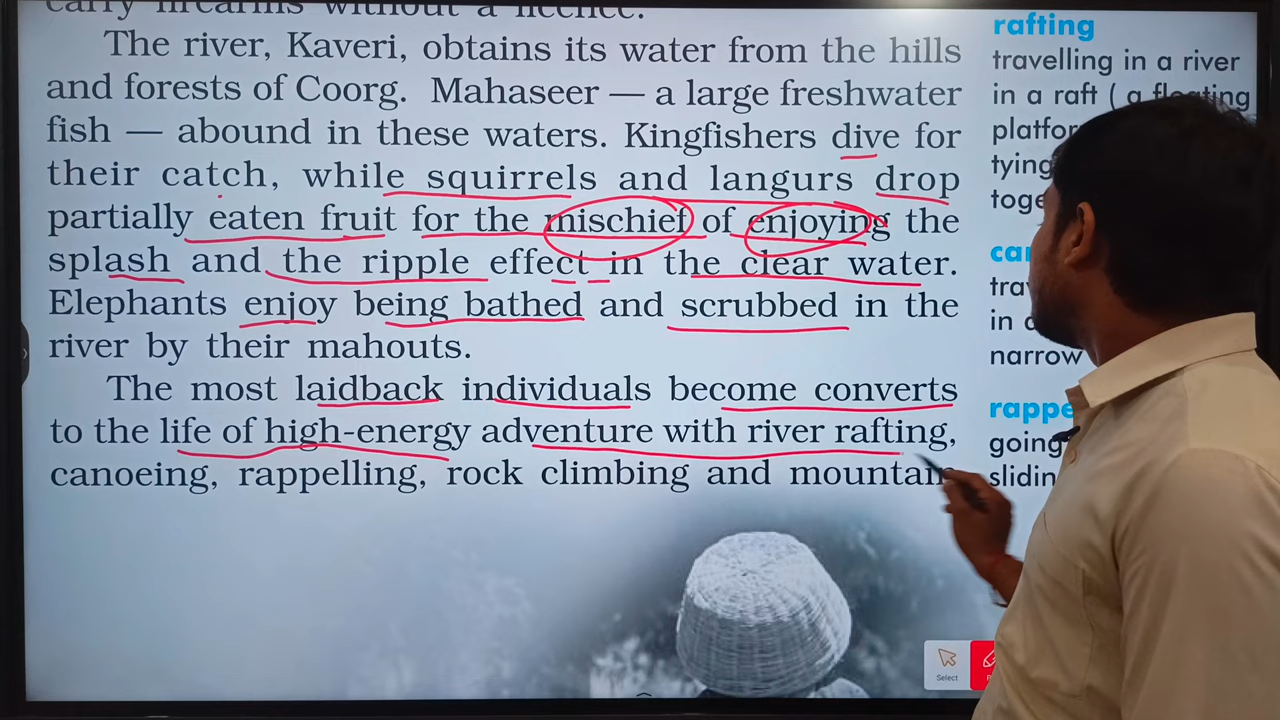 carry firearms without a licence.
The river, Kaveri, obtains its water from the hills
and forests of Coorg. Mahaseer — a large freshwater
fish — abound in these waters. Kingfishers dive for
their catch, while squirrels and langurs drop
partially eaten fruit for the mischief of enjoying the
splash and the ripple effect in the clear water.
Elephants enjoy being bathed and scrubbed in the
river by their mahouts.
The most laidback individuals become converts
to the life of high-energy adventure with river rafting,
canoeing, rappelling, rock climbing and mountain
rafting
travelling in a river
in a raft ( a floating
tying
in
narrow
going
Select